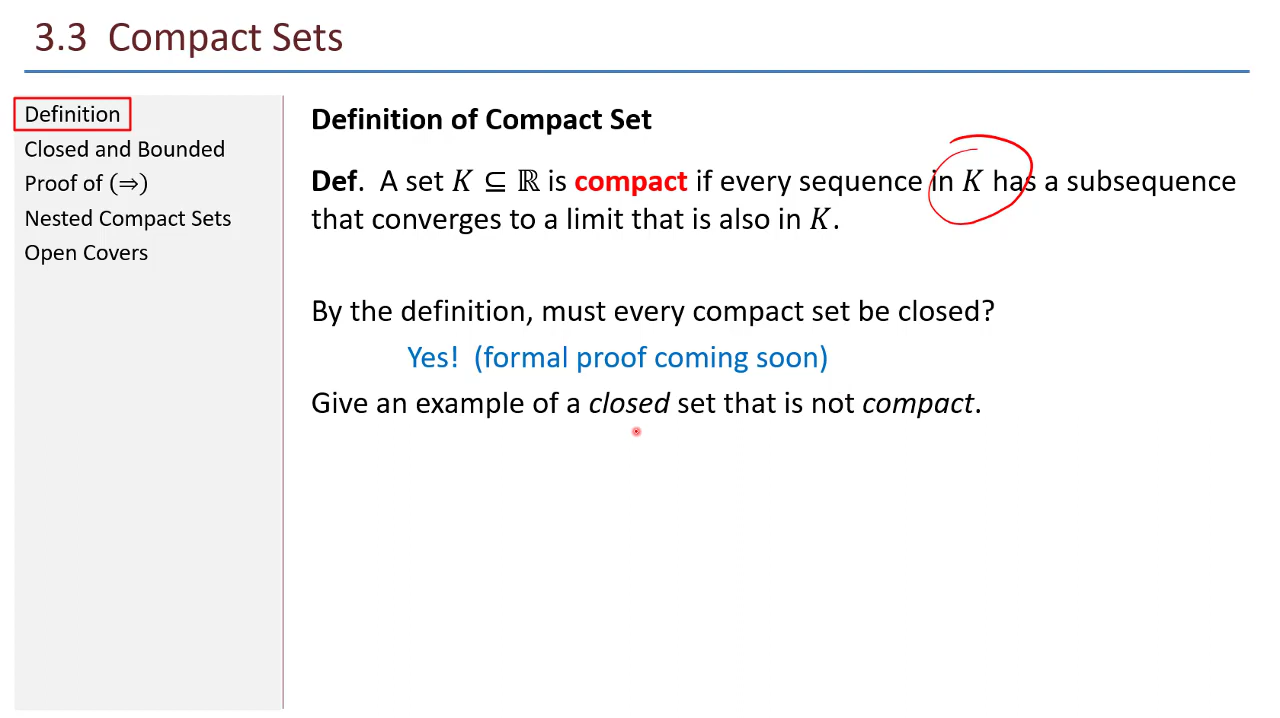 3.3 Compact Sets
Definition
Closed and Bounded
Proof of (⇒)
Nested Compact Sets
Open Covers
Definition of Compact Set
Def. A set K ⊆ ℝ is compact if every sequence in K has a subsequence
that converges to a limit that is also in K.
By the definition, must every compact set be closed?
Yes! (formal proof coming soon)
Give an example of a closed set that is not compact.